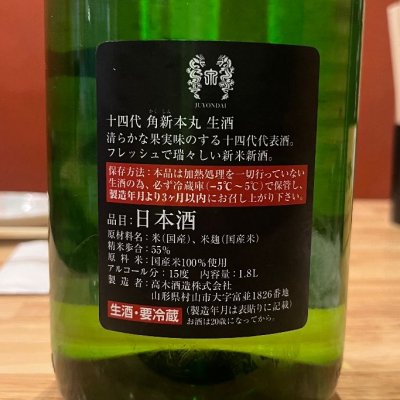 JUYONDAI
十四代 角新本丸 生酒
かくしん
清らかな果実味のする十四代代表酒。
フレッシュで瑞々しい新米新酒。
保存方法：本品は加熱処理を一切行っていない
生酒の為、必ず冷蔵庫(−5℃〜5℃)で保管し、
製造年月より3ヶ月以内にお召し上がり下さい。
品目：日本酒
原材料名：米（国産）、米麹（国産米）
精米歩合：55%
原料米：国産米100%使用
アルコール分：15度 内容量：1.8L
製造者：高木酒造株式会社
山形県村山市大字富並1826番地
生酒・要冷蔵
(製造年月は表貼りに記載)
お酒は20歳になってから。